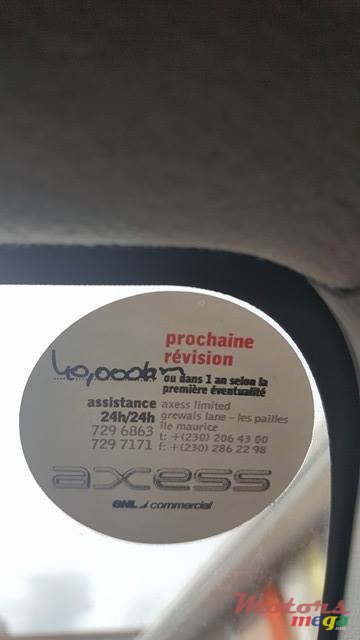 prochaine
révision
40,000km
ou dans 1 an selon la
première éventualité
assistance
24h/24h
729 6863
729 7171
axess limited
grewals lane - les pailles
île maurice
t: +(230) 206 43 00
f: +(230) 286 22 98
axess
ENL commercial
Motors
mega